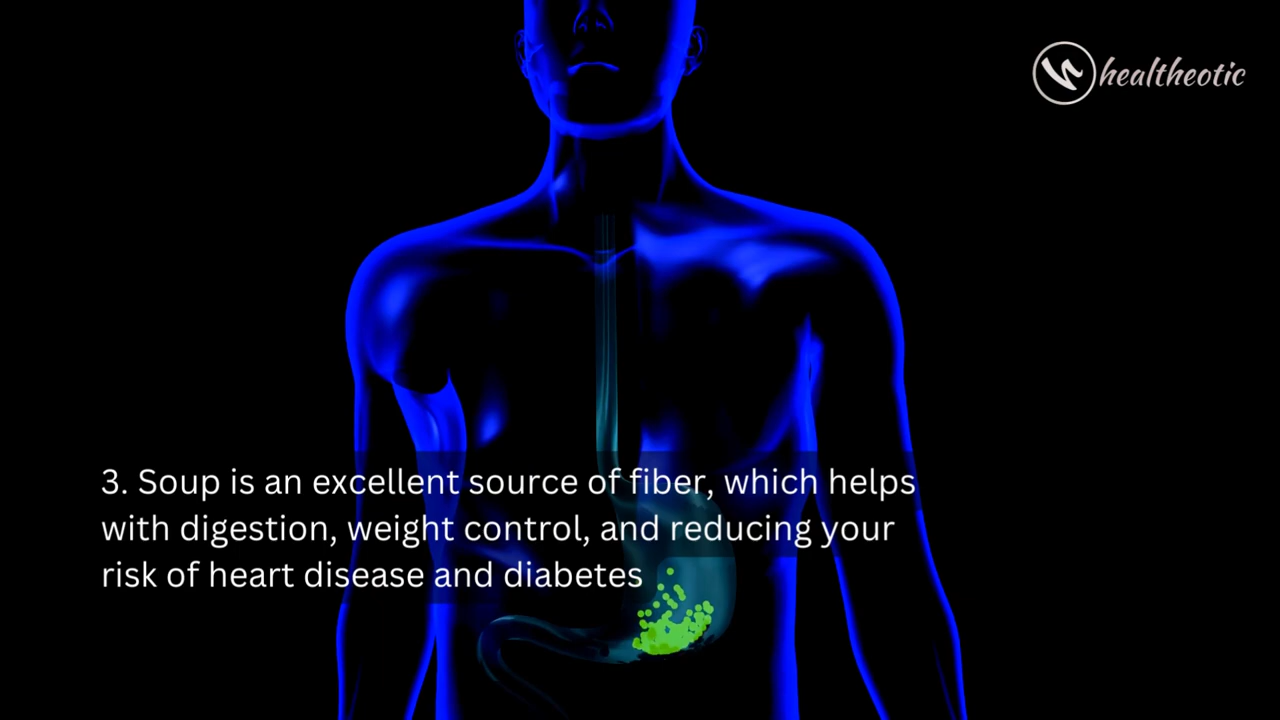 healtheotic
3. Soup is an excellent source of fiber, which helps
with digestion, weight control, and reducing your
risk of heart disease and diabetes